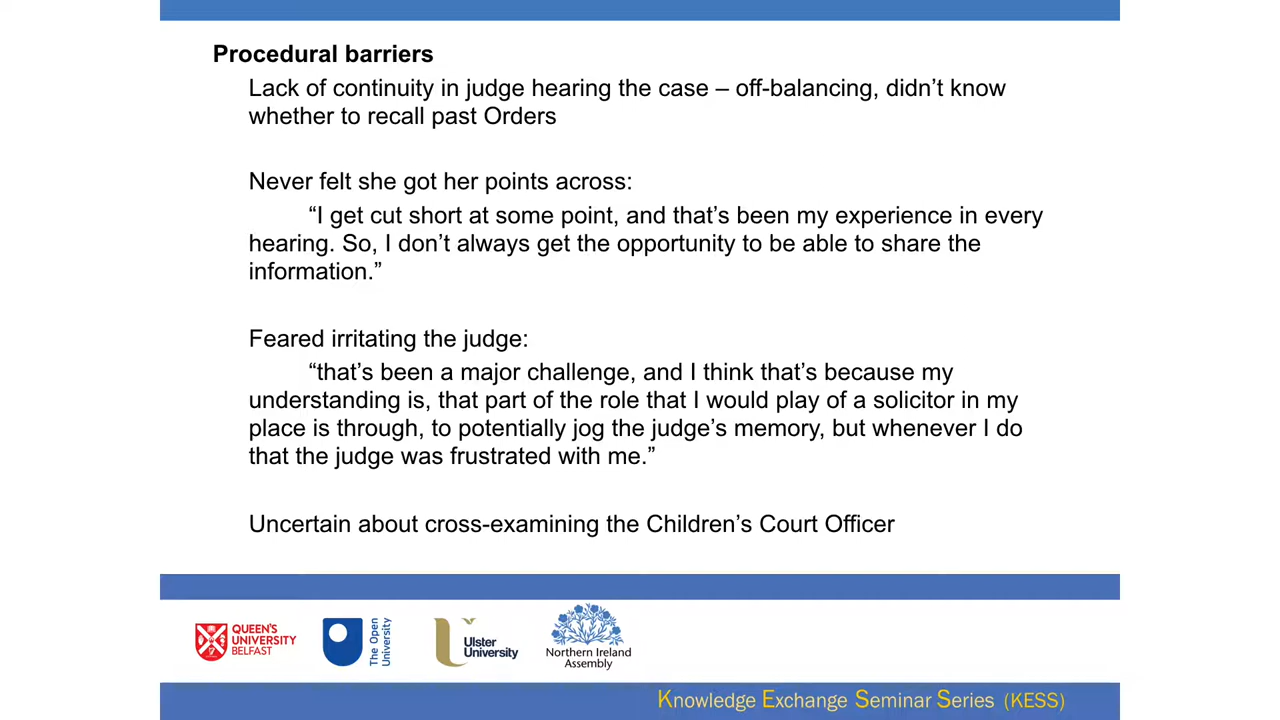 Procedural barriers
Lack of continuity in judge hearing the case – off-balancing, didn’t know
whether to recall past Orders
Never felt she got her points across:
“I get cut short at some point, and that’s been my experience in every
hearing. So, I don’t always get the opportunity to be able to share the
information.”
Feared irritating the judge:
“that’s been a major challenge, and I think that’s because my
understanding is, that part of the role that I would play of a solicitor in my
place is through, to potentially jog the judge’s memory, but whenever I do
that the judge was frustrated with me.”
Uncertain about cross-examining the Children’s Court Officer
QUEEN’S
UNIVERSITY
BELFAST
The Open
University
Ulster
University
Northern Ireland
Assembly
Knowledge Exchange Seminar Series (KESS)